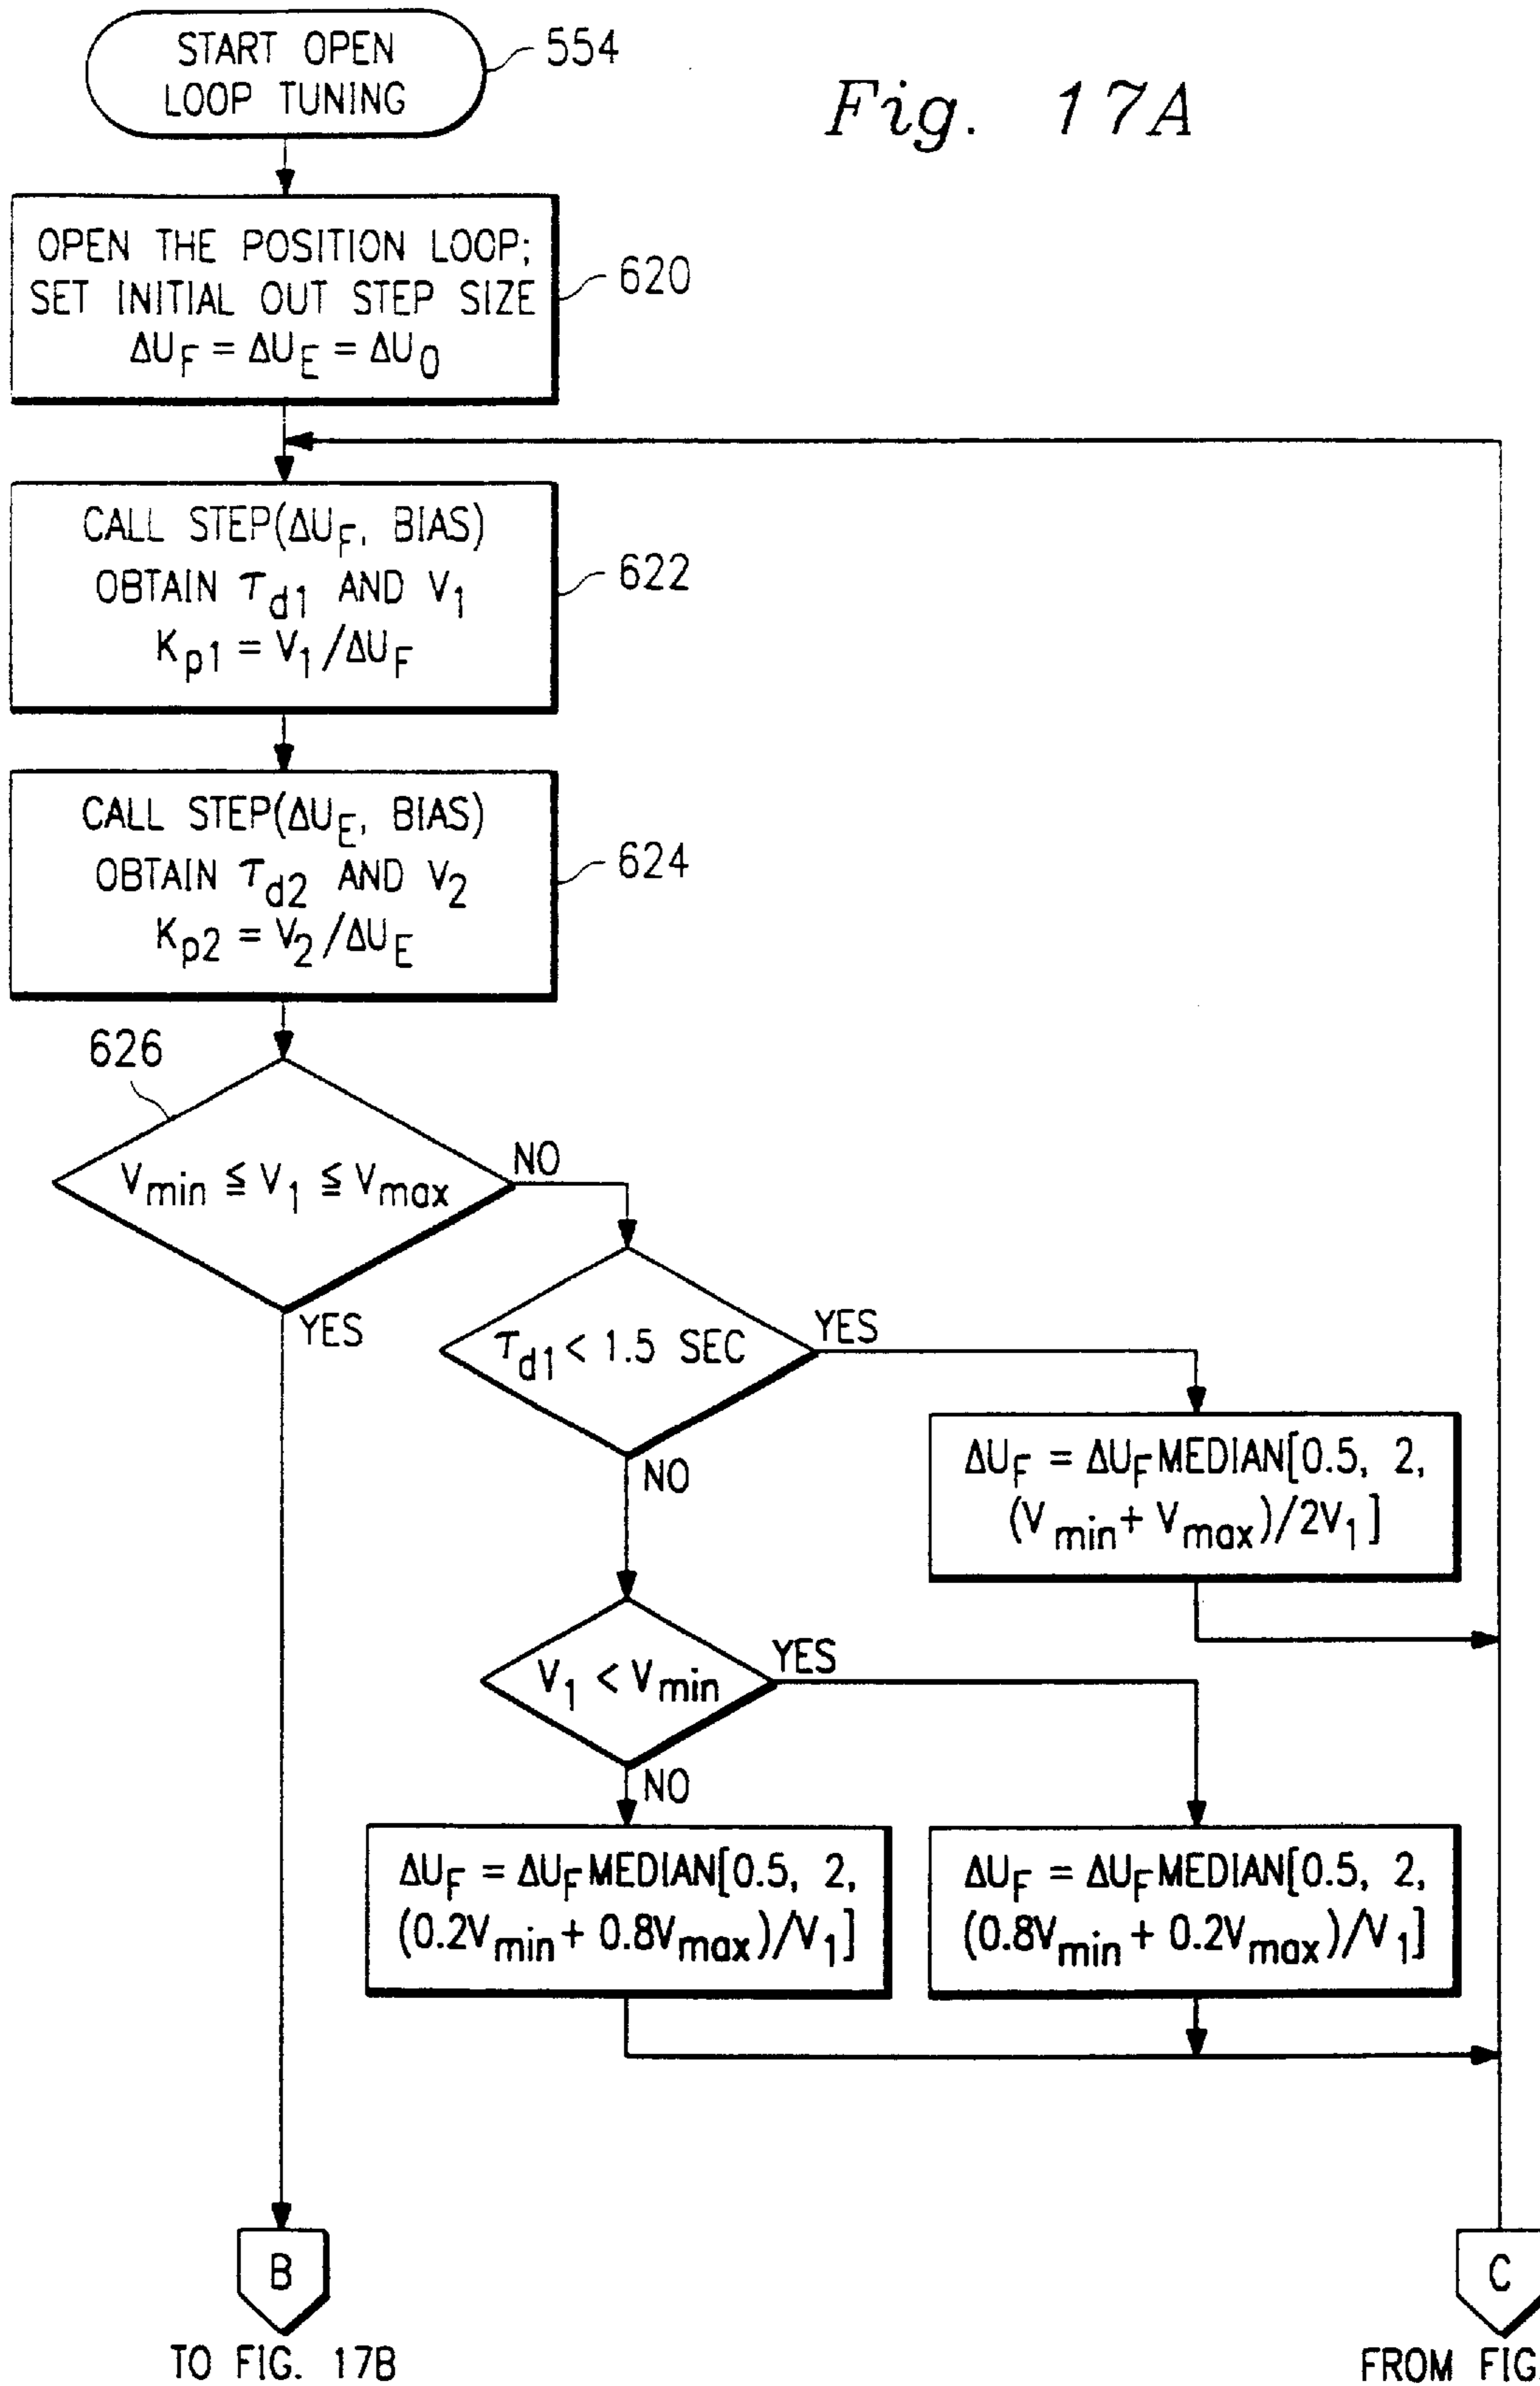 START OPEN
LOOP TUNING
554
Fig. 17A
OPEN THE POSITION LOOP;
SET INITIAL OUT STEP SIZE
ΔU_F = ΔU_E = ΔU_0
620
CALL STEP(ΔU_F, BIAS)
OBTAIN τ_d1 AND V_1
K_p1 = V_1/ΔU_F
622
CALL STEP(ΔU_E, BIAS)
OBTAIN τ_d2 AND V_2
K_p2 = V_2/ΔU_E
624
626
V_min ≦ V_1 ≦ V_max
NO
YES
τ_d1 < 1.5 SEC
YES
NO
ΔU_F = ΔU_F MEDIAN[0.5, 2,
(V_min + V_max)/2V_1]
V_1 < V_min
YES
NO
ΔU_F = ΔU_F MEDIAN[0.5, 2,
(0.2V_min + 0.8V_max)/V_1]
ΔU_F = ΔU_F MEDIAN[0.5, 2,
(0.8V_min + 0.2V_max)/V_1]
B
TO FIG. 17B
C
FROM FIG